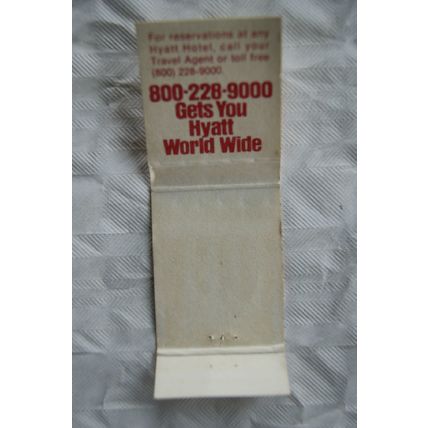 For reservations at any
Hyatt Hotel, call your
Travel Agent or toll free
(800) 228-9000
800-228-9000
Gets You
Hyatt
World Wide